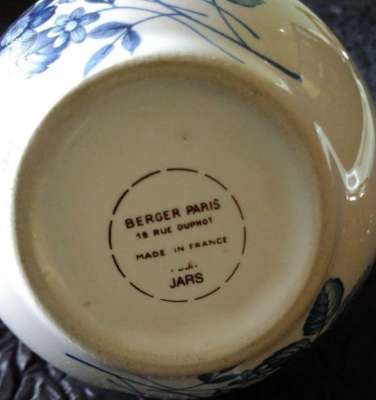 BERGER PARIS
18 RUE DUPHOT
MADE IN FRANCE
JARS